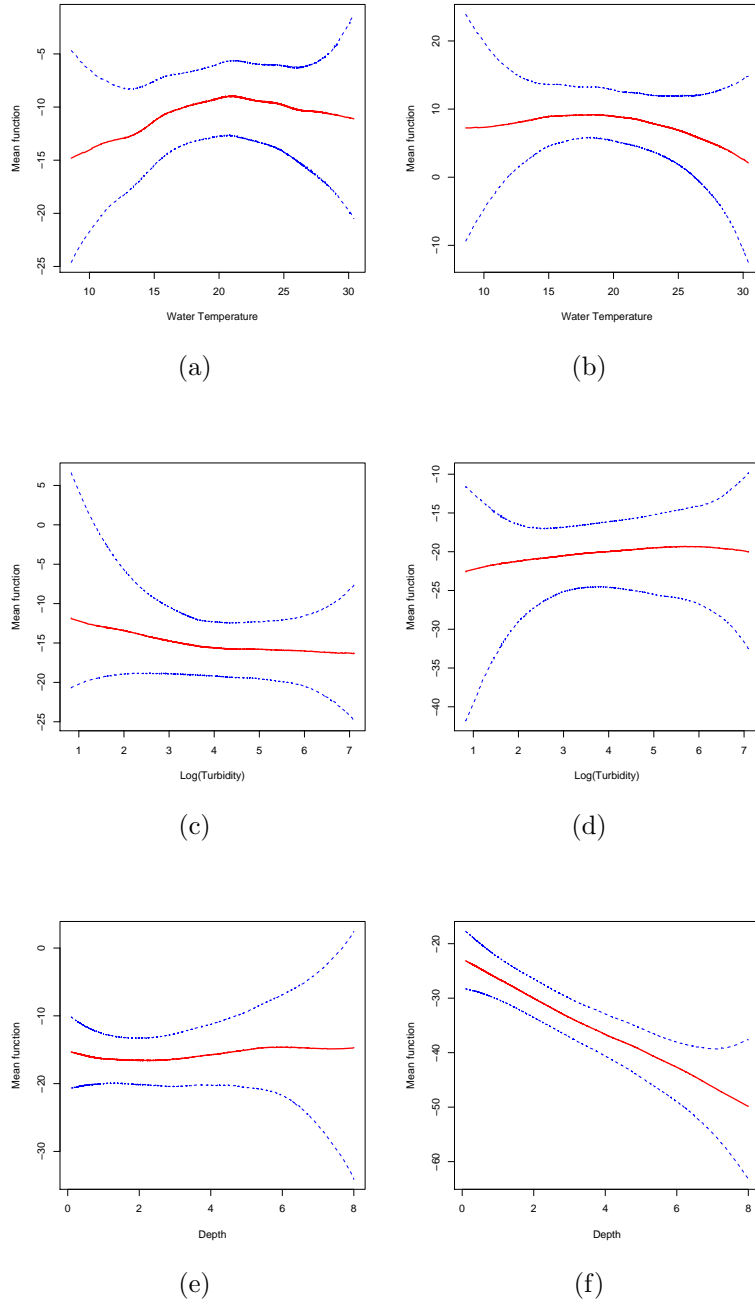 −5
−10
−15
−20
−25
Mean function
10 15 20 25 30
Water Temperature
(a)
20
10
0
−10
Mean function
10 15 20 25 30
Water Temperature
(b)
5
0
−5
−10
−15
−20
−25
Mean function
1 2 3 4 5 6 7
Log(Turbidity)
(c)
−10
−15
−20
−25
−30
−35
−40
Mean function
1 2 3 4 5 6 7
Log(Turbidity)
(d)
0
−10
−20
−30
Mean function
0 2 4 6 8
Depth
(e)
−20
−30
−40
−50
−60
Mean function
0 2 4 6 8
Depth
(f)